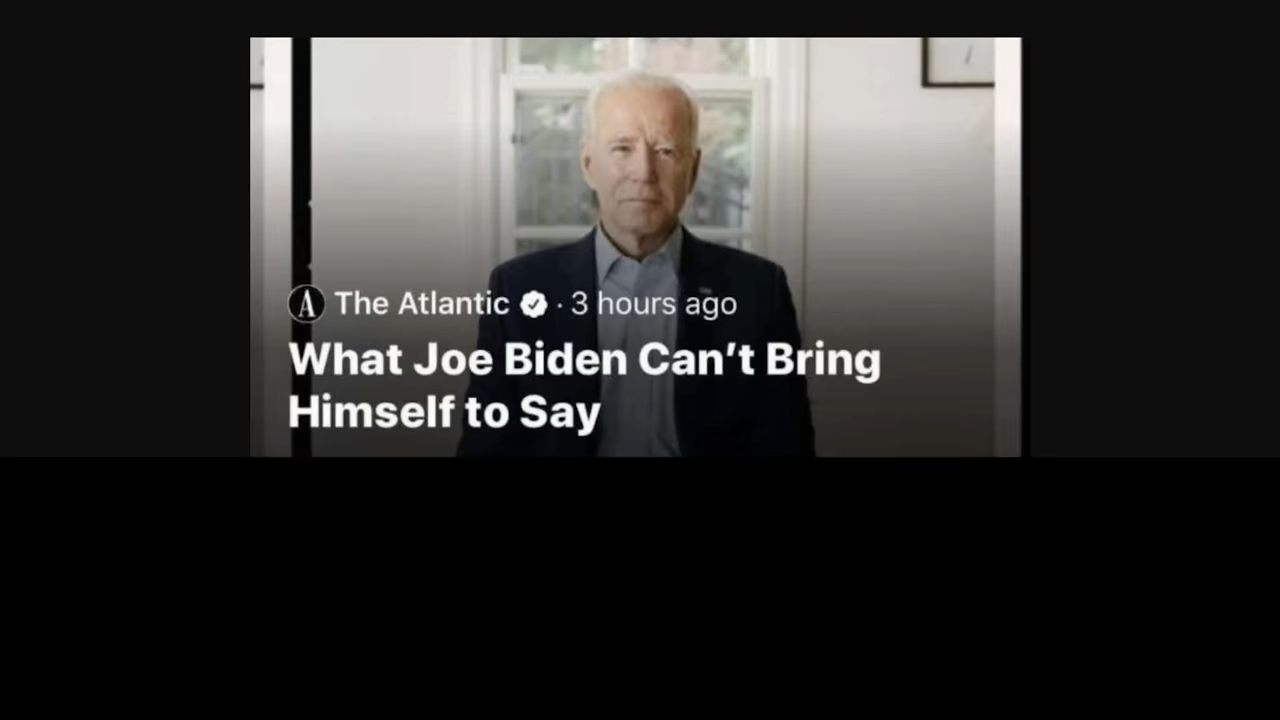 The Atlantic · 3 hours ago
What Joe Biden Can’t Bring
Himself to Say